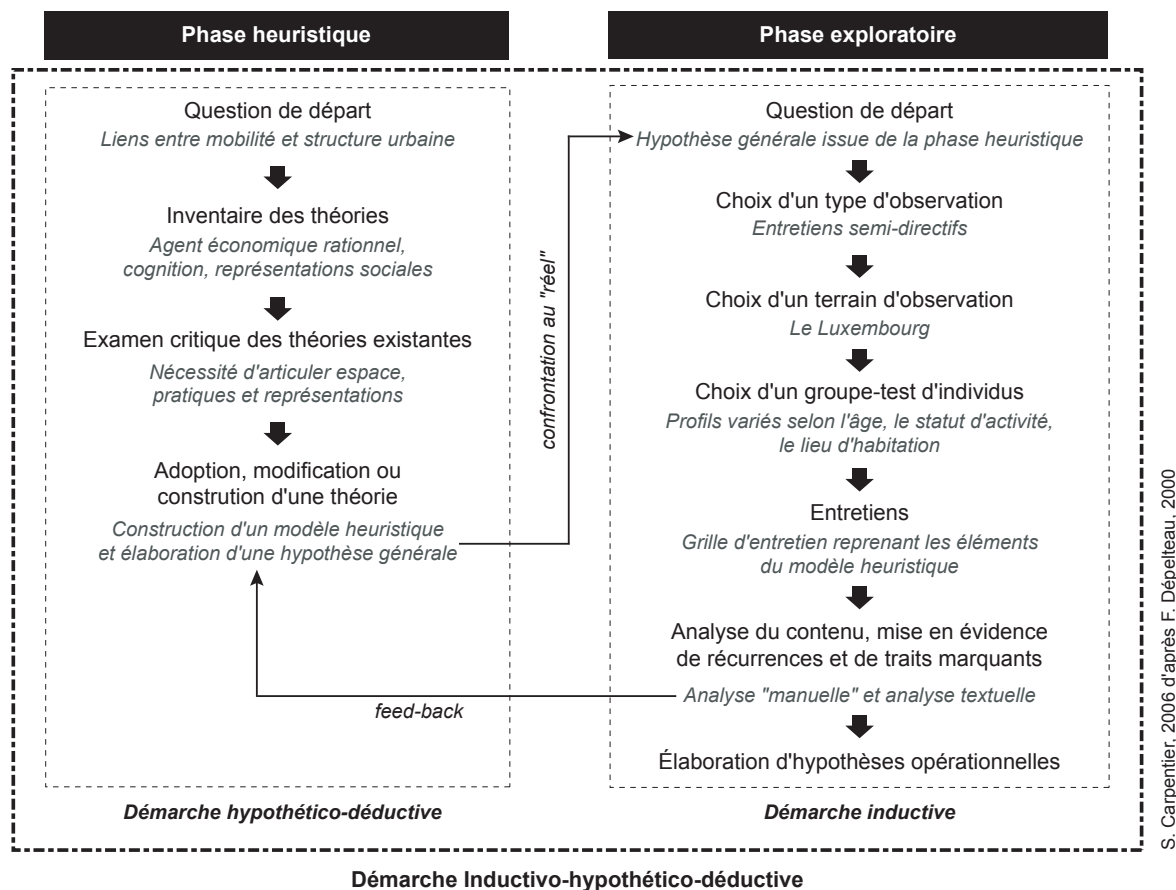 Phase heuristique
Question de départ
Liens entre mobilité et structure urbaine
Inventaire des théories
Agent économique rationnel,
cognition, représentations sociales
Examen critique des théories existantes
Nécessité d'articuler espace,
pratiques et représentations
Adoption, modification ou
constrution d'une théorie
Construction d'un modèle heuristique
et élaboration d'une hypothèse générale
Démarche hypothético-déductive
confrontation au "réel"
feed-back
Phase exploratoire
Question de départ
Hypothèse générale issue de la phase heuristique
Choix d'un type d'observation
Entretiens semi-directifs
Choix d'un terrain d'observation
Le Luxembourg
Choix d'un groupe-test d'individus
Profils variés selon l'âge, le statut d'activité,
le lieu d'habitation
Entretiens
Grille d'entretien reprenant les éléments
du modèle heuristique
Analyse du contenu, mise en évidence
de récurrences et de traits marquants
Analyse "manuelle" et analyse textuelle
Élaboration d'hypothèses opérationnelles
Démarche inductive
Démarche Inductivo-hypothético-déductive
S. Carpentier, 2006 d'après F. Dépelteau, 2000